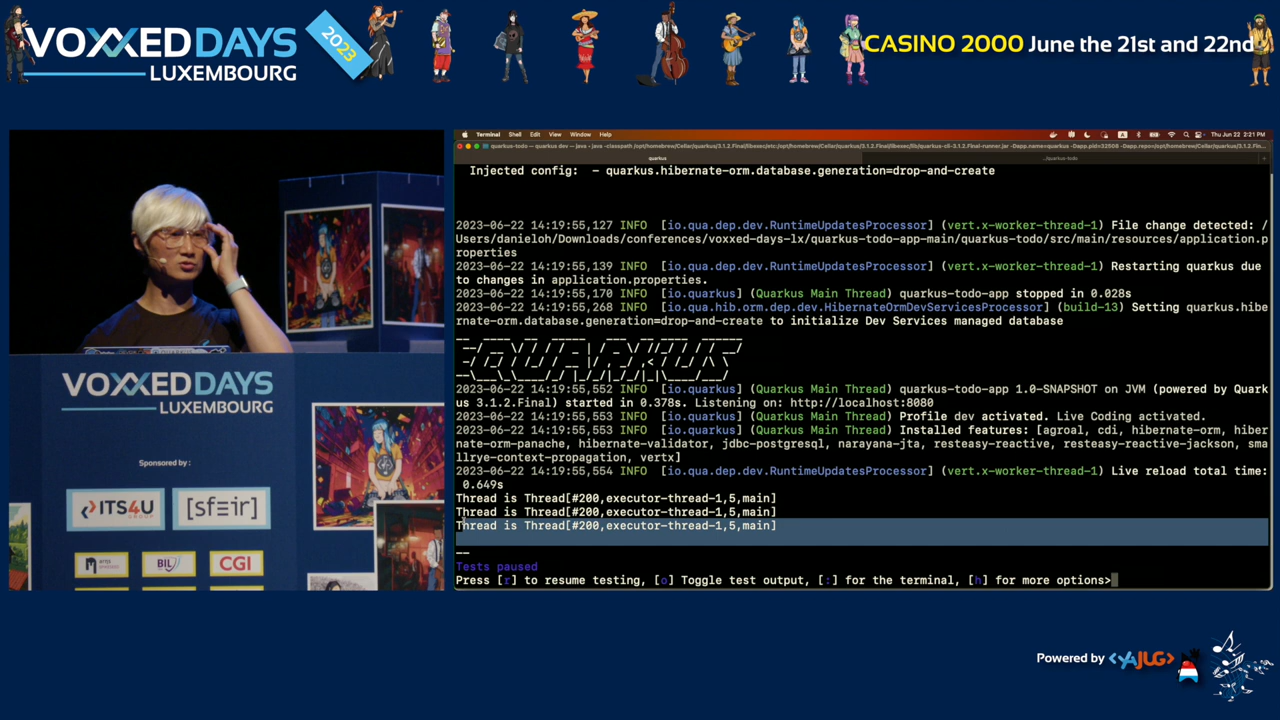 VOXXED DAYS
LUXEMBOURG
2023
CASINO 2000 June the 21st and 22nd
Terminal Shell Edit View Window Help
Thu Jun 22 2:21 PM
quarkus
../quarkus-todo
Injected config:  - quarkus.hibernate-orm.database.generation=drop-and-create
2023-06-22 14:19:55,127 INFO  [io.qua.dep.dev.RuntimeUpdatesProcessor] (vert.x-worker-thread-1) File change detected: /
Users/danieloh/Downloads/conferences/voxxed-days-lx/quarkus-todo-app-main/quarkus-todo/src/main/resources/application.p
roperties
2023-06-22 14:19:55,139 INFO  [io.qua.dep.dev.RuntimeUpdatesProcessor] (vert.x-worker-thread-1) Restarting quarkus due
to changes in application.properties.
2023-06-22 14:19:55,170 INFO  [io.quarkus] (Quarkus Main Thread) quarkus-todo-app stopped in 0.028s
2023-06-22 14:19:55,268 INFO  [io.qua.hib.orm.dep.dev.HibernateOrmDevServicesProcessor] (build-13) Setting quarkus.hibe
rnate-orm.database.generation=drop-and-create to initialize Dev Services managed database
QUARKUS
2023-06-22 14:19:55,552 INFO  [io.quarkus] (Quarkus Main Thread) quarkus-todo-app 1.0-SNAPSHOT on JVM (powered by Quark
us 3.1.2.Final) started in 0.378s. Listening on: http://localhost:8080
2023-06-22 14:19:55,553 INFO  [io.quarkus] (Quarkus Main Thread) Profile dev activated. Live Coding activated.
2023-06-22 14:19:55,553 INFO  [io.quarkus] (Quarkus Main Thread) Installed features: [agroal, cdi, hibernate-orm, hiber
nate-orm-panache, hibernate-validator, jdbc-postgresql, narayana-jta, resteasy-reactive, resteasy-reactive-jackson, sma
llrye-context-propagation, vertx]
2023-06-22 14:19:55,554 INFO  [io.qua.dep.dev.RuntimeUpdatesProcessor] (vert.x-worker-thread-1) Live reload total time:
0.649s
Thread is Thread[#200,executor-thread-1,5,main]
Thread is Thread[#200,executor-thread-1,5,main]
Thread is Thread[#200,executor-thread-1,5,main]
--
Tests paused
Press [r] to resume testing, [o] Toggle test output, [:] for the terminal, [h] for more options>
VOXXED DAYS
LUXEMBOURG
Sponsored by :
ITS4U
GROUP
[sfeir]
BIL
CGI
Powered by <YAJUG>